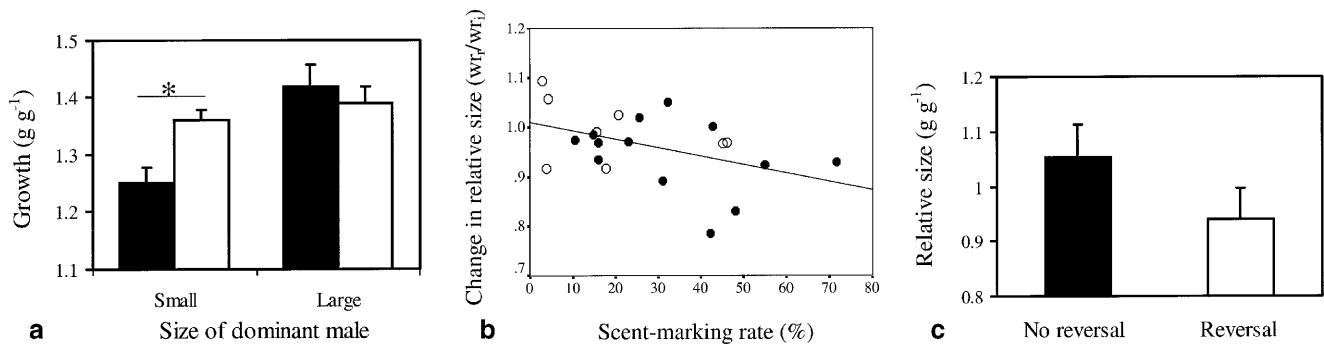 1.5
1.4
1.3
1.2
1.1
Growth (g g⁻¹)
*
Small Large
a Size of dominant male
1.2
1.1
1.0
.9
.8
.7
Change in relative size (wrᵣ/wrᵢ)
0 10 20 30 40 50 60 70 80
b Scent-marking rate (%)
1.2
1.1
1
0.9
0.8
Relative size (g g⁻¹)
No reversal Reversal
c